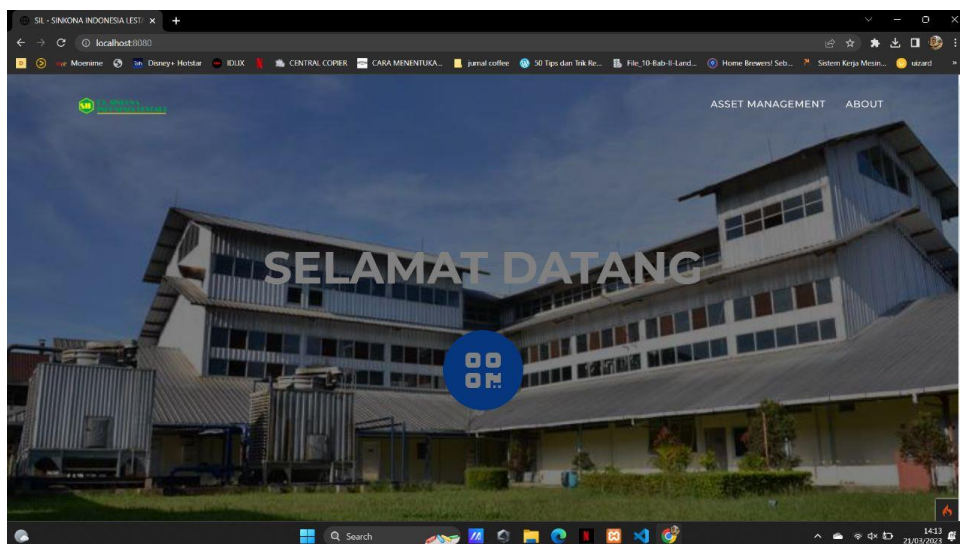 SIL - SINKONA INDONESIA LEST
localhost:8080
Moenime
Disney+ Hotstar
IDLIX
CENTRAL COPIER
CARA MENENTUKA...
jurnal coffee
50 Tips dan Trik Re...
File_10-Bab-II-Land...
Home Brewers! Seb...
Sistem Kerja Mesin...
uizard
SIL
ASSET MANAGEMENT
ABOUT
SELAMAT DATANG
Search
14:13
21/03/2023